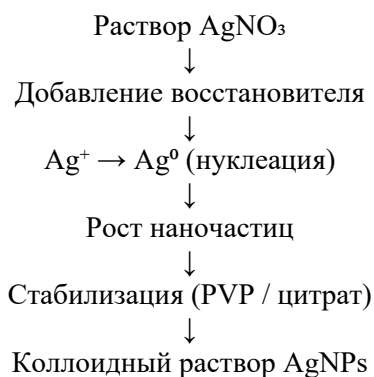 Раствор AgNO₃
↓
Добавление восстановителя
↓
Ag⁺ → Ag⁰ (нуклеация)
↓
Рост наночастиц
↓
Стабилизация (PVP / цитрат)
↓
Коллоидный раствор AgNPs